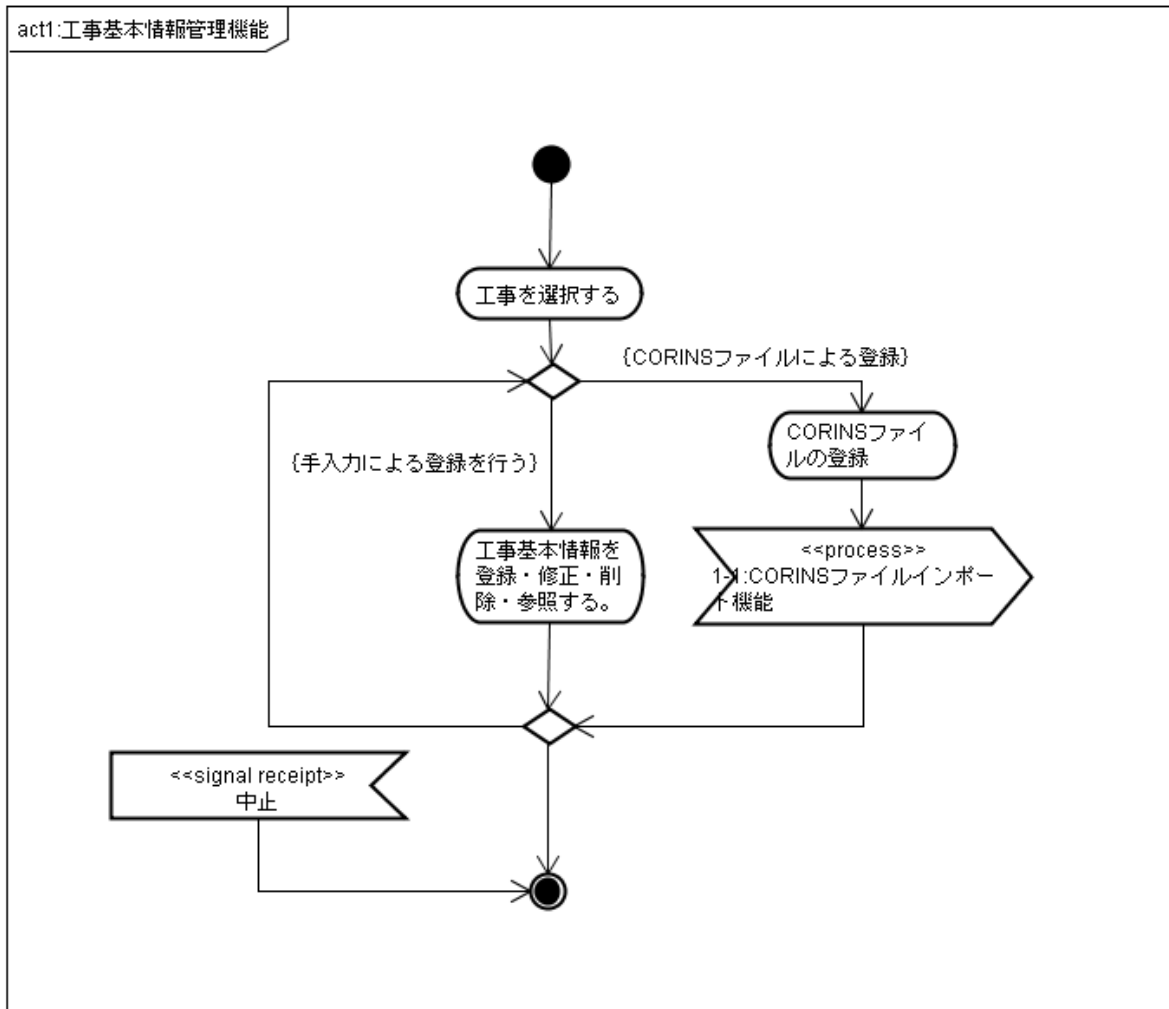 act1:工事基本情報管理機能
工事を選択する
{CORINSファイルによる登録}
CORINSファイ
ルの登録
{手入力による登録を行う}
工事基本情報を
登録・修正・削
除・参照する。
<<process>>
1-1:CORINSファイルインポー
ト機能
<<signal receipt>>
中止